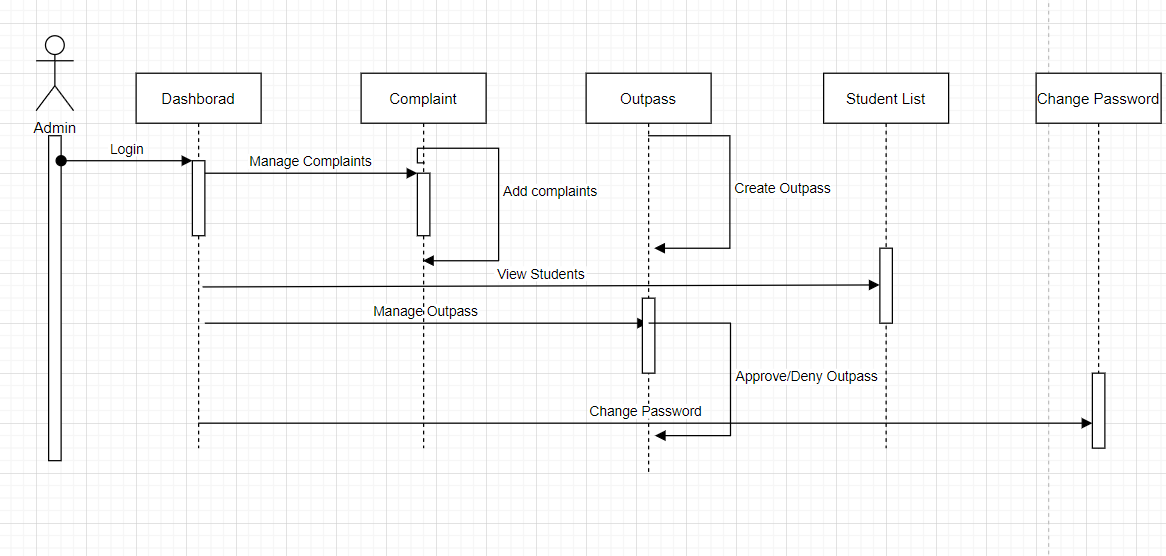 Admin
Dashborad
Complaint
Outpass
Student List
Change Password
Login
Manage Complaints
Add complaints
Create Outpass
View Students
Manage Outpass
Approve/Deny Outpass
Change Password